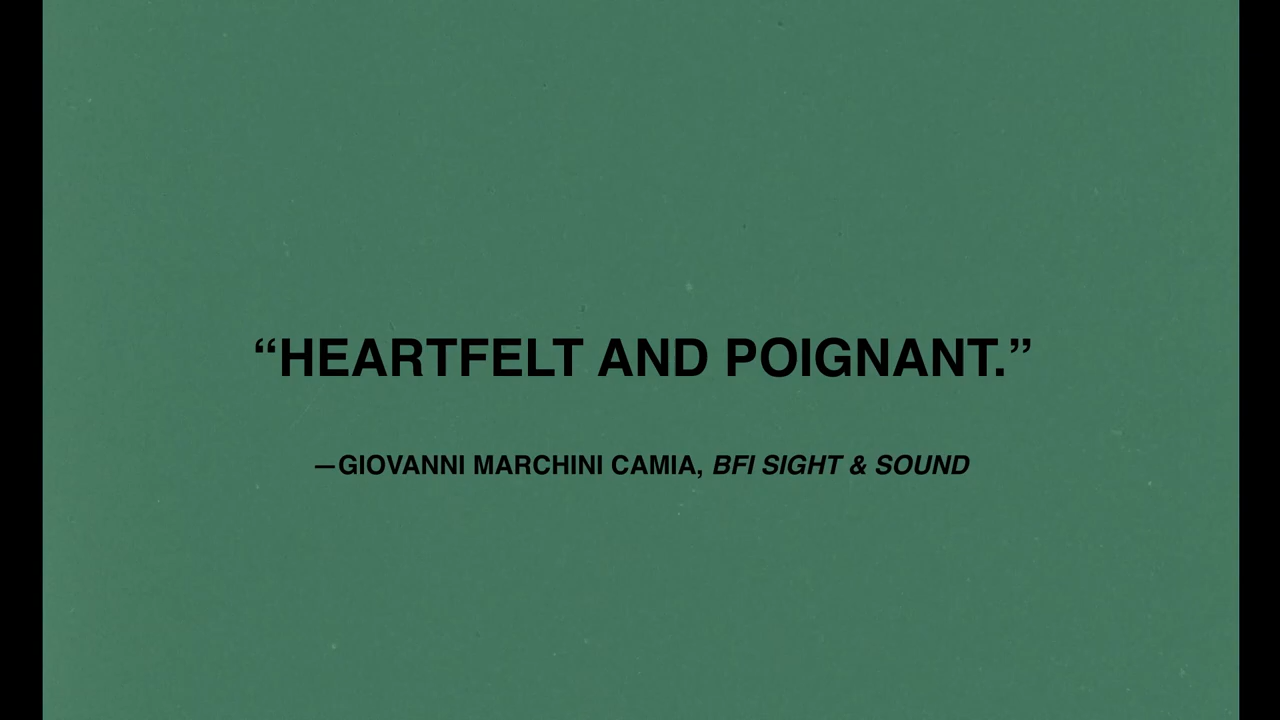 “HEARTFELT AND POIGNANT.”
—GIOVANNI MARCHINI CAMIA, BFI SIGHT & SOUND